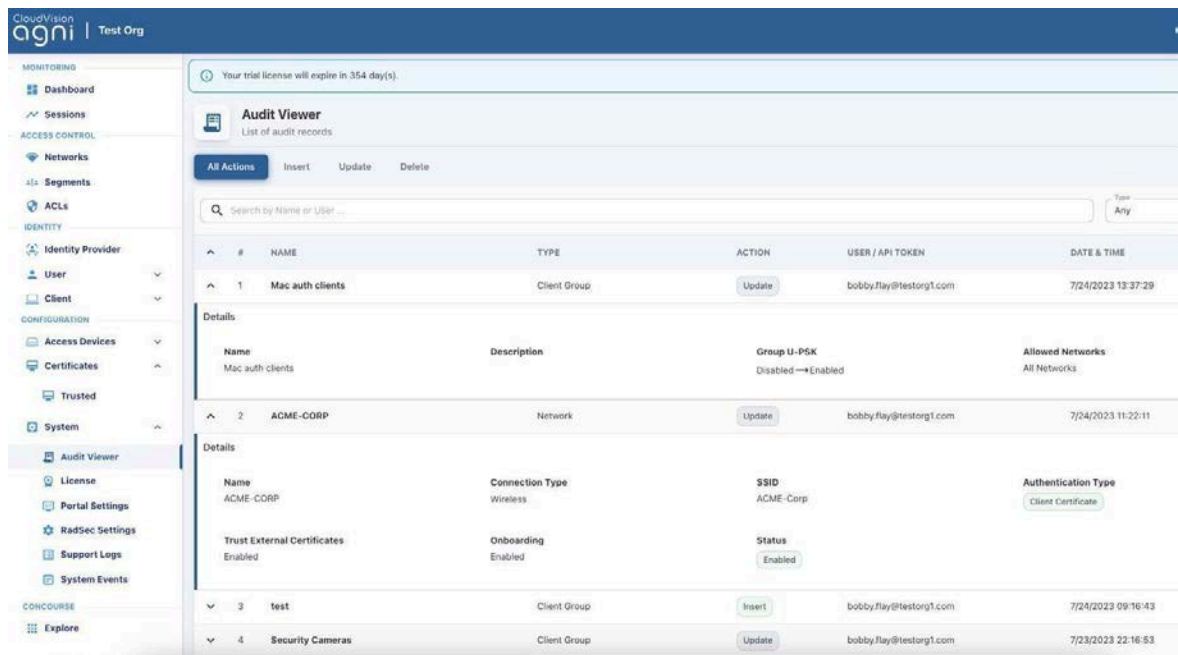 CloudVision
agni | Test Org
MONITORING
Dashboard
Sessions
ACCESS CONTROL
Networks
Segments
ACLs
IDENTITY
Identity Provider
User
Client
CONFIGURATION
Access Devices
Certificates
Trusted
System
Audit Viewer
License
Portal Settings
RadSec Settings
Support Logs
System Events
CONCOURSE
Explore
Your trial license will expire in 354 day(s).
Audit Viewer
List of audit records
All Actions Insert Update Delete
Search by Name or User ... Type Any
# NAME TYPE ACTION USER / API TOKEN DATE & TIME
1 Mac auth clients Client Group Update bobby.flay@testorg1.com 7/24/2023 13:37:29
Details
Name Description Group U-PSK Allowed Networks
Mac auth clients Disabled → Enabled All Networks
2 ACME-CORP Network Update bobby.flay@testorg1.com 7/24/2023 11:22:11
Details
Name Connection Type SSID Authentication Type
ACME-CORP Wireless ACME-Corp Client Certificate
Trust External Certificates Onboarding Status
Enabled Enabled Enabled
3 test Client Group Insert bobby.flay@testorg1.com 7/24/2023 09:16:43
4 Security Cameras Client Group Update bobby.flay@testorg1.com 7/23/2023 22:16:53